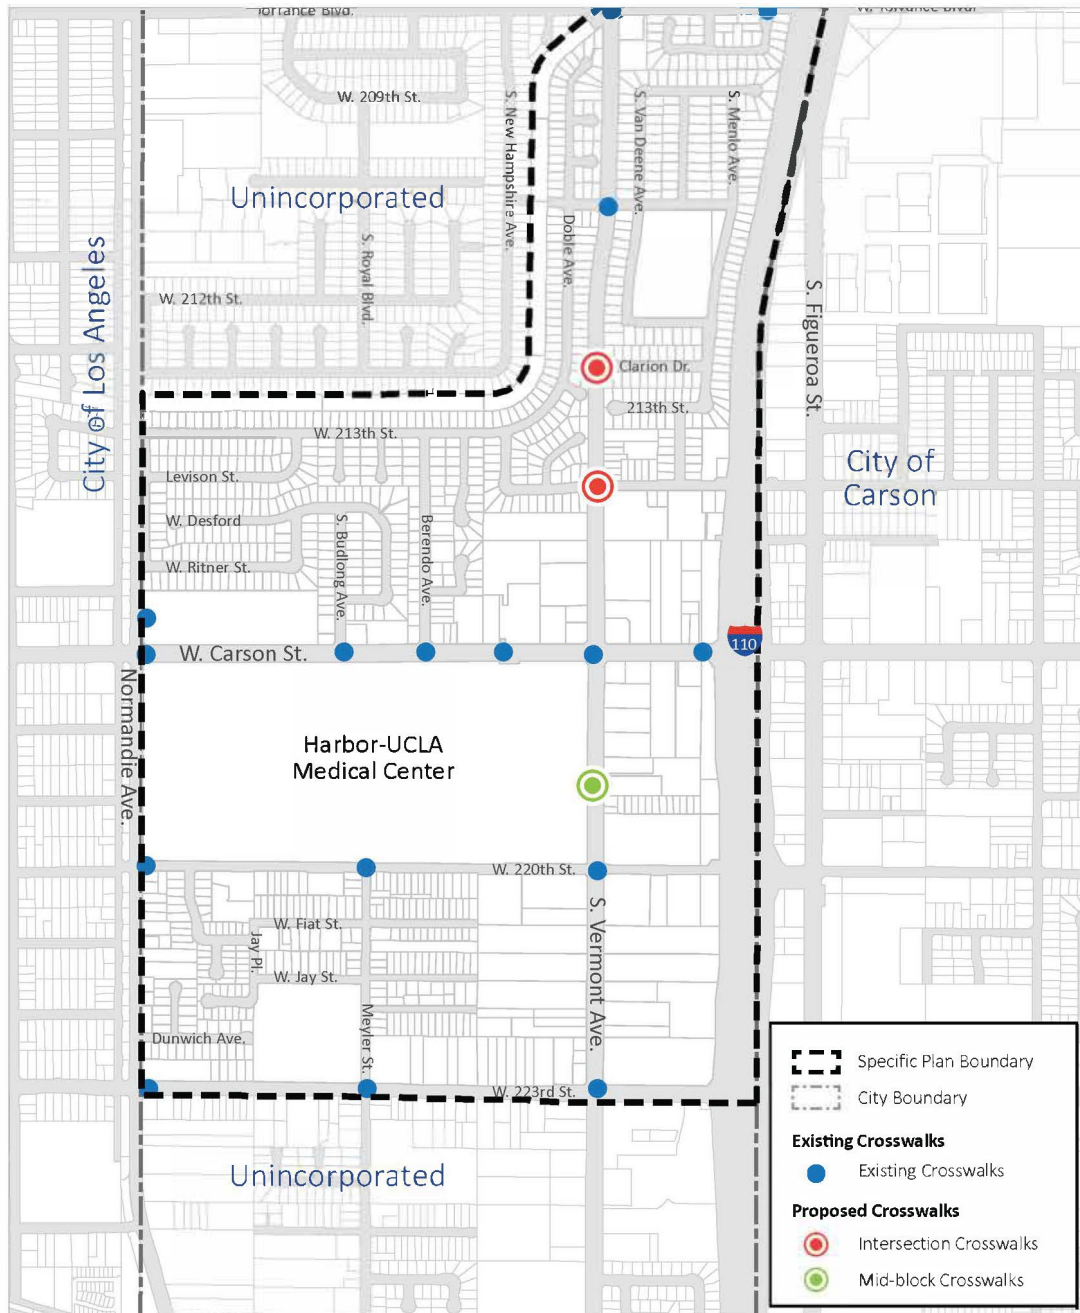 Torrance Blvd.
W. Torrance Blvd.
W. 209th St.
S. New Hampshire Ave.
S. Van Deene Ave.
S. Menlo Ave.
Unincorporated
Doble Ave.
S. Royal Blvd.
City of Los Angeles
W. 212th St.
S. Figueroa St.
Clarion Dr.
213th St.
W. 213th St.
City of
Carson
Levison St.
W. Desford
S. Budlong Ave.
Berendo Ave.
W. Ritner St.
110
W. Carson St.
Normandie Ave.
Harbor-UCLA
Medical Center
W. 220th St.
S. Vermont Ave.
W. Fiat St.
Jay Pl.
W. Jay St.
Meyler St.
Dunwich Ave.
W. 223rd St.
Unincorporated
Specific Plan Boundary
City Boundary
Existing Crosswalks
Existing Crosswalks
Proposed Crosswalks
Intersection Crosswalks
Mid-block Crosswalks